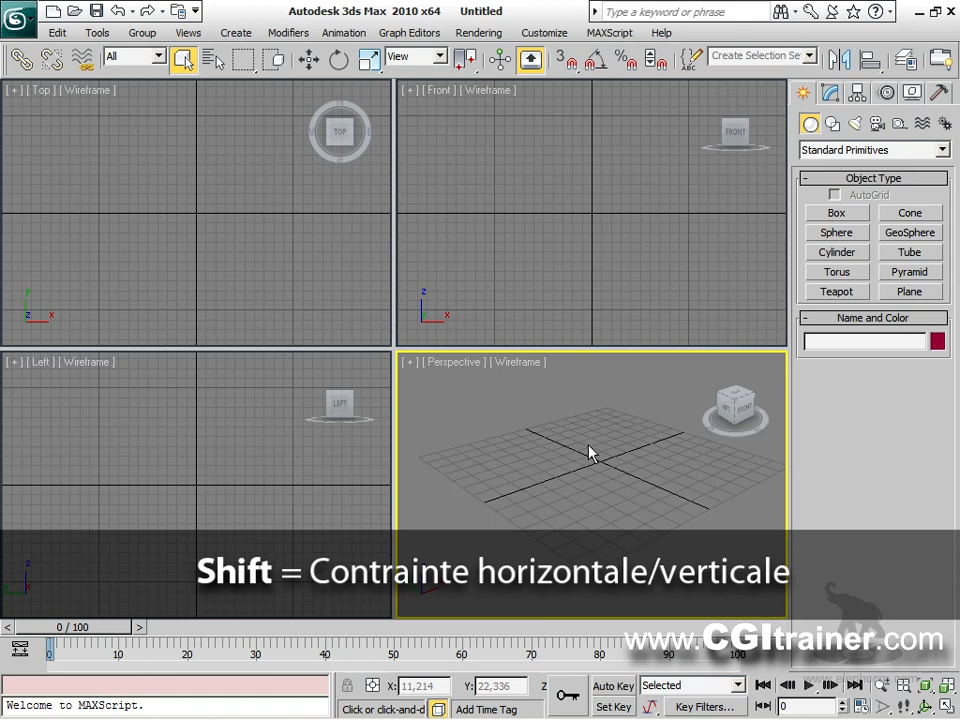 Autodesk 3ds Max 2010 x64 Untitled
Type a keyword or phrase
Edit Tools Group Views Create Modifiers Animation Graph Editors Rendering Customize MAXScript Help
All
View
3
ABC
Create Selection Se
[ + ] [ Top ] [ Wireframe ]
TOP
[ + ] [ Front ] [ Wireframe ]
FRONT
Standard Primitives
- Object Type
AutoGrid
Box Cone
Sphere GeoSphere
Cylinder Tube
Torus Pyramid
Teapot Plane
- Name and Color
y
z x
z
x
[ + ] [ Left ] [ Wireframe ]
LEFT
[ + ] [ Perspective ] [ Wireframe ]
FRONT
Shift = Contrainte horizontale/verticale
0 / 100
www.CGItrainer.com
0 10 20 30 40 50 60 70 80 90 100
X: 11,214 Y: 22,336 Z
Auto Key Selected
Welcome to MAXScript.
Click or click-and-d
Add Time Tag
Set Key Key Filters... 0